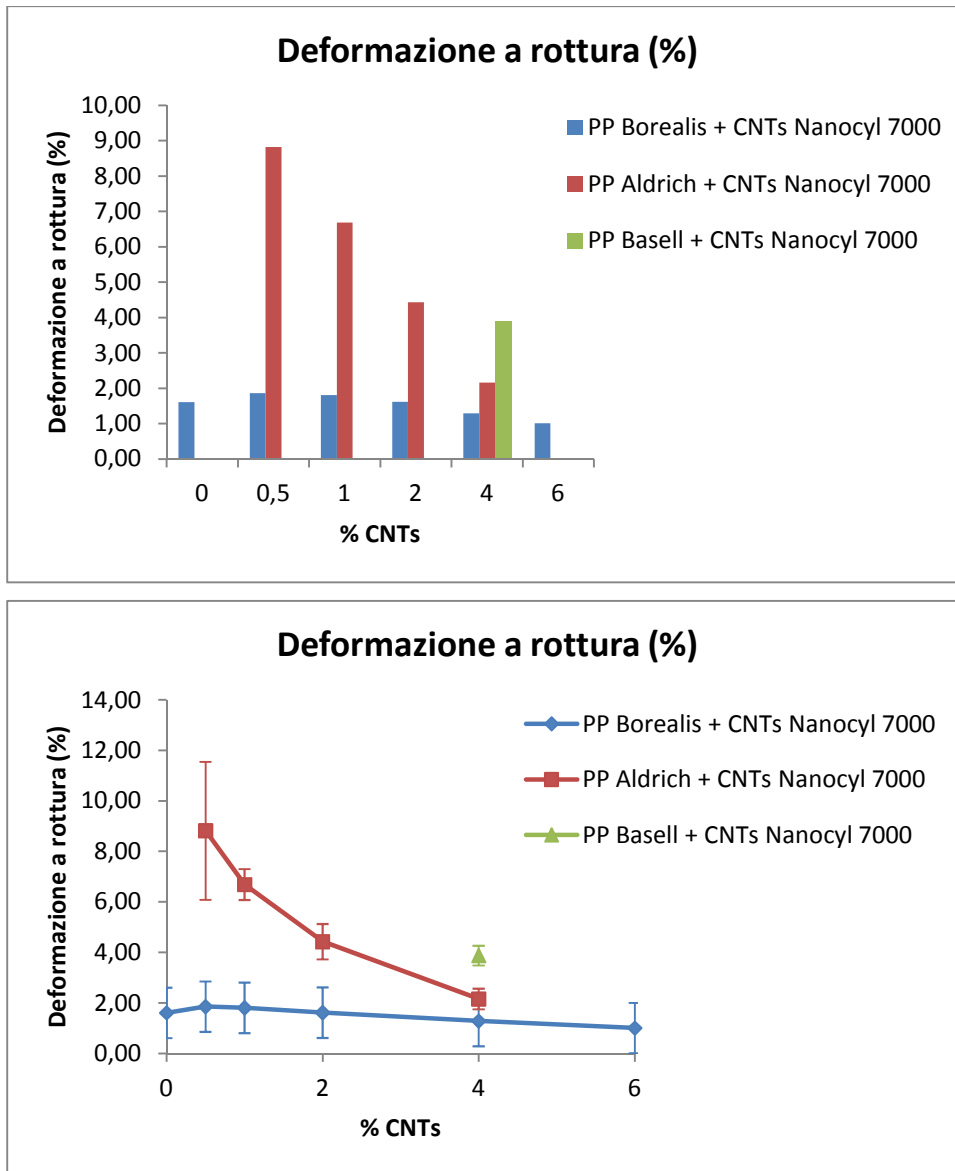 Deformazione a rottura (%)
Deformazione a rottura (%)
10,00
9,00
8,00
7,00
6,00
5,00
4,00
3,00
2,00
1,00
0,00
0 0,5 1 2 4 6
% CNTs
PP Borealis + CNTs Nanocyl 7000
PP Aldrich + CNTs Nanocyl 7000
PP Basell + CNTs Nanocyl 7000
Deformazione a rottura (%)
Deformazione a rottura (%)
14,00
12,00
10,00
8,00
6,00
4,00
2,00
0,00
0 2 4 6
% CNTs
PP Borealis + CNTs Nanocyl 7000
PP Aldrich + CNTs Nanocyl 7000
PP Basell + CNTs Nanocyl 7000